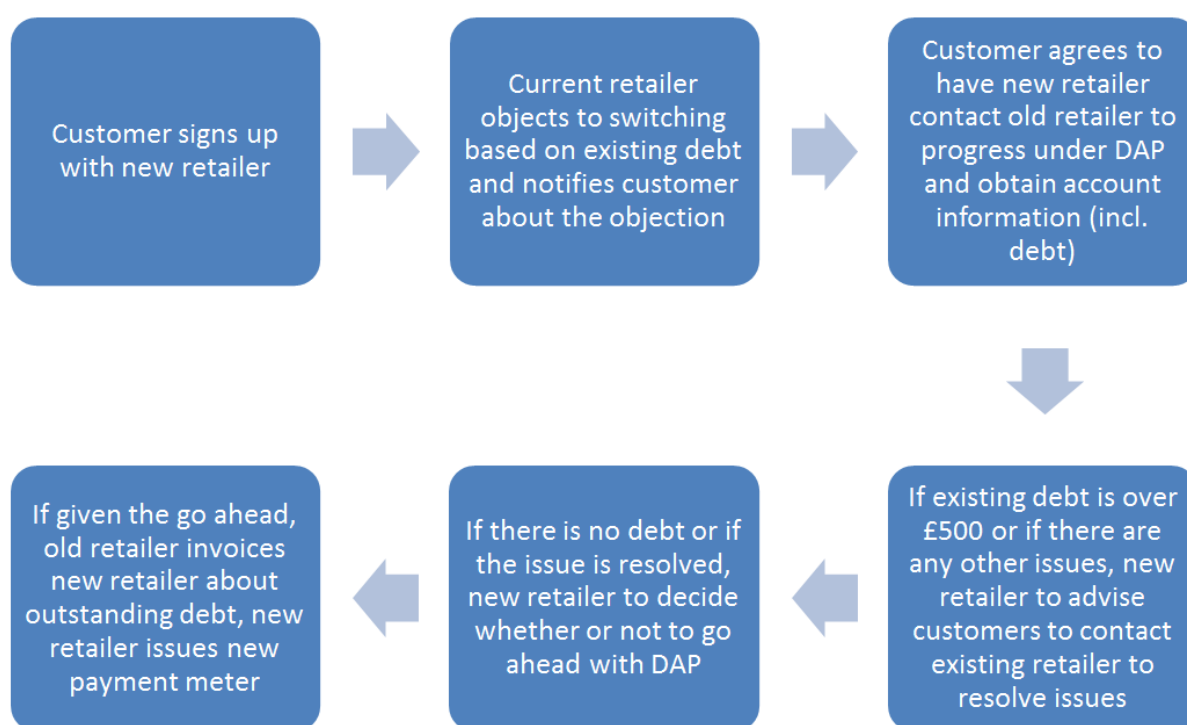 Customer signs up
with new retailer
Current retailer
objects to switching
based on existing debt
and notifies customer
about the objection
Customer agrees to
have new retailer
contact old retailer to
progress under DAP
and obtain account
information (incl.
debt)
If existing debt is over
£500 or if there are
any other issues, new
retailer to advise
customers to contact
existing retailer to
resolve issues
If there is no debt or if
the issue is resolved,
new retailer to decide
whether or not to go
ahead with DAP
If given the go ahead,
old retailer invoices
new retailer about
outstanding debt, new
retailer issues new
payment meter